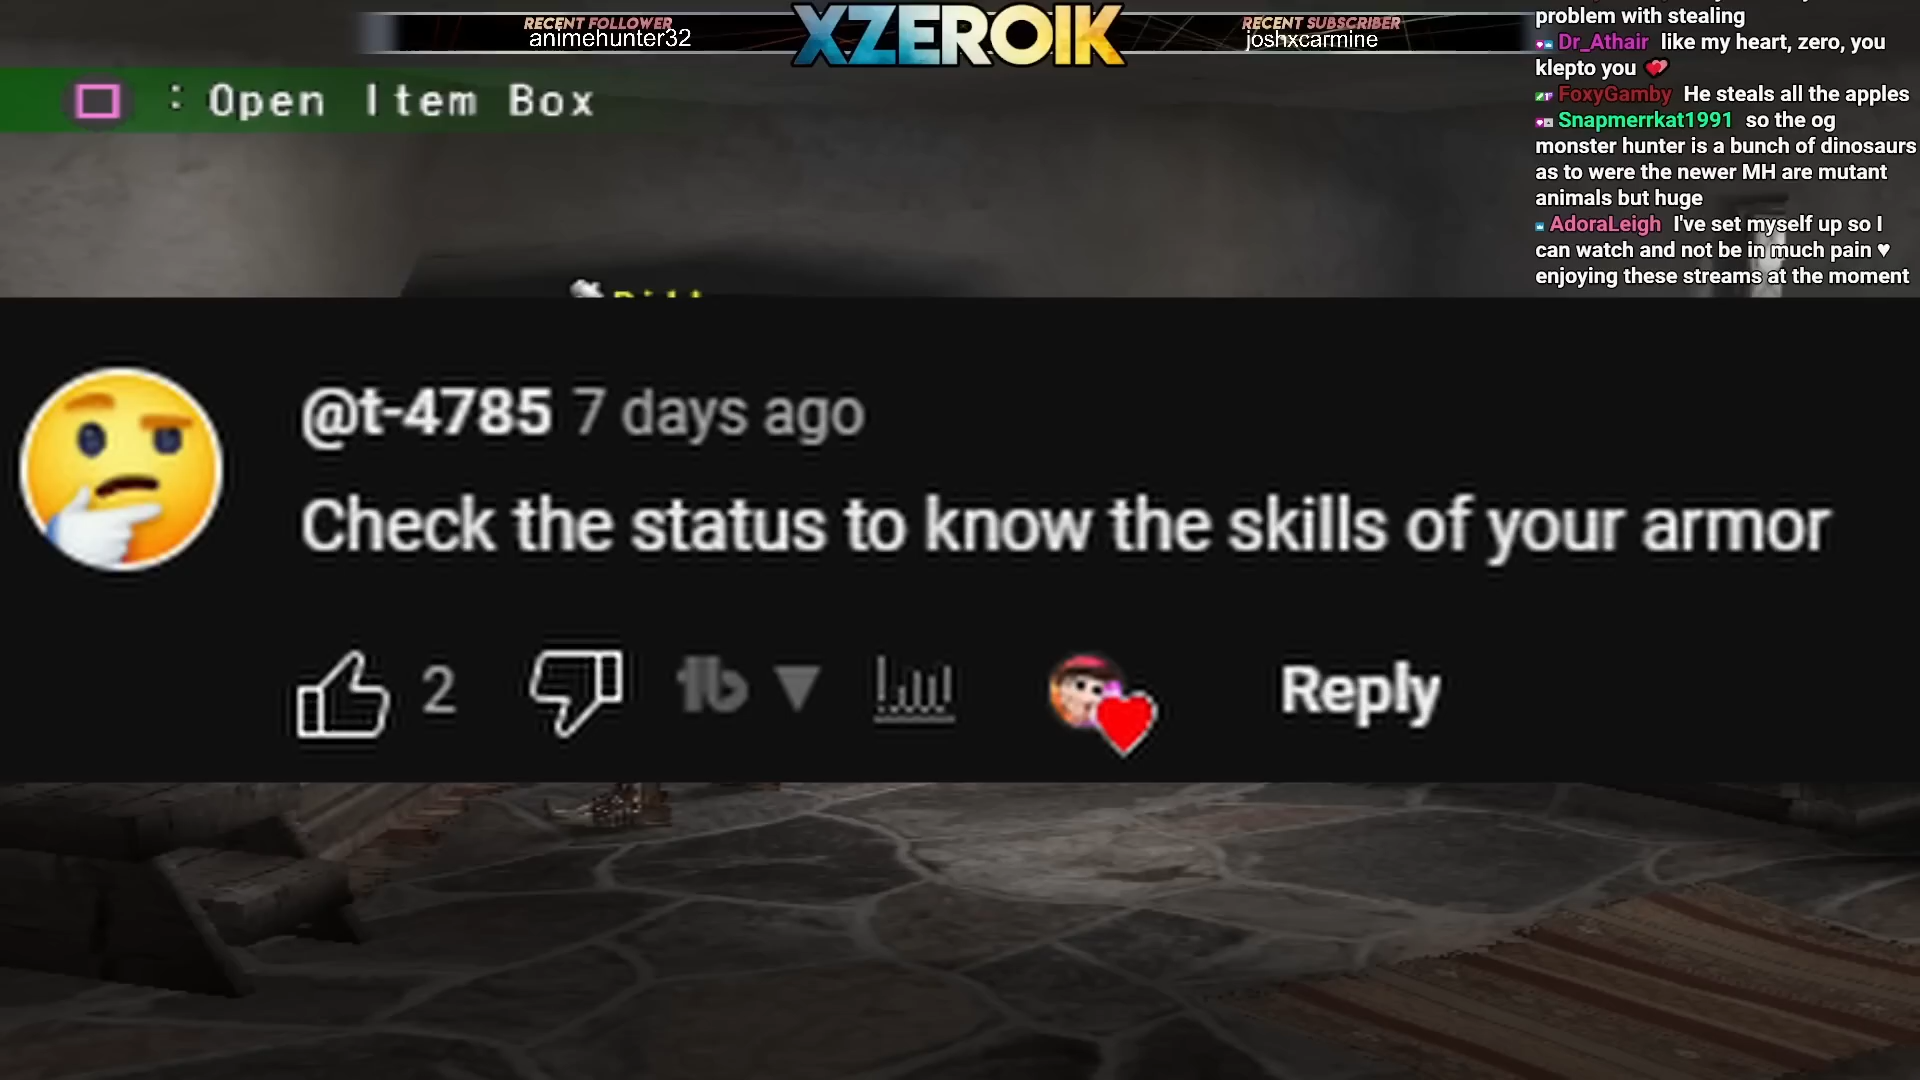 RECENT FOLLOWER
animehunter32
XZEROIK
RECENT SUBSCRIBER
joshxcarmine
problem with stealing
Dr_Athair like my heart, zero, you
klepto you
FoxyGamby He steals all the apples
Snapmerrkat1991 so the og
monster hunter is a bunch of dinosaurs
as to were the newer MH are mutant
animals but huge
AdoraLeigh I've set myself up so I
can watch and not be in much pain ♥
enjoying these streams at the moment
: Open Item Box
@t-4785 7 days ago
Check the status to know the skills of your armor
2
Reply